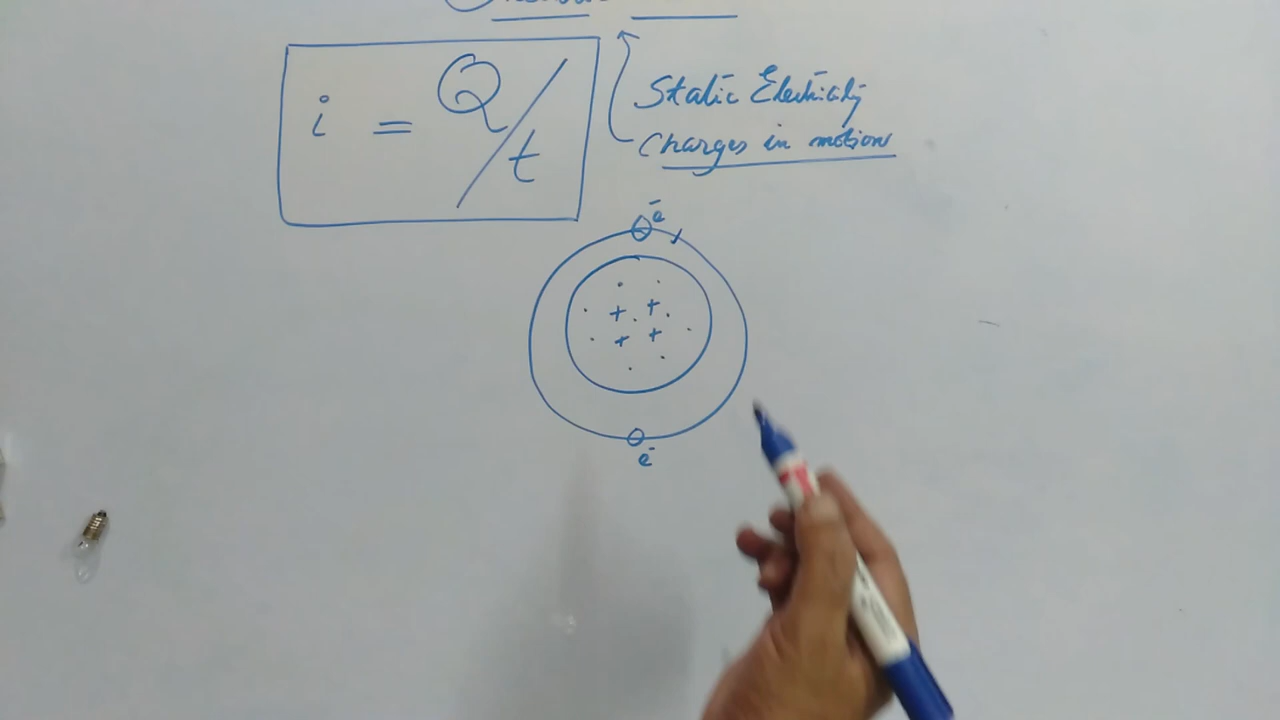 i = Q/t
Static Electricity
Charges in motion
e⁻
+ +
+ +
e⁻